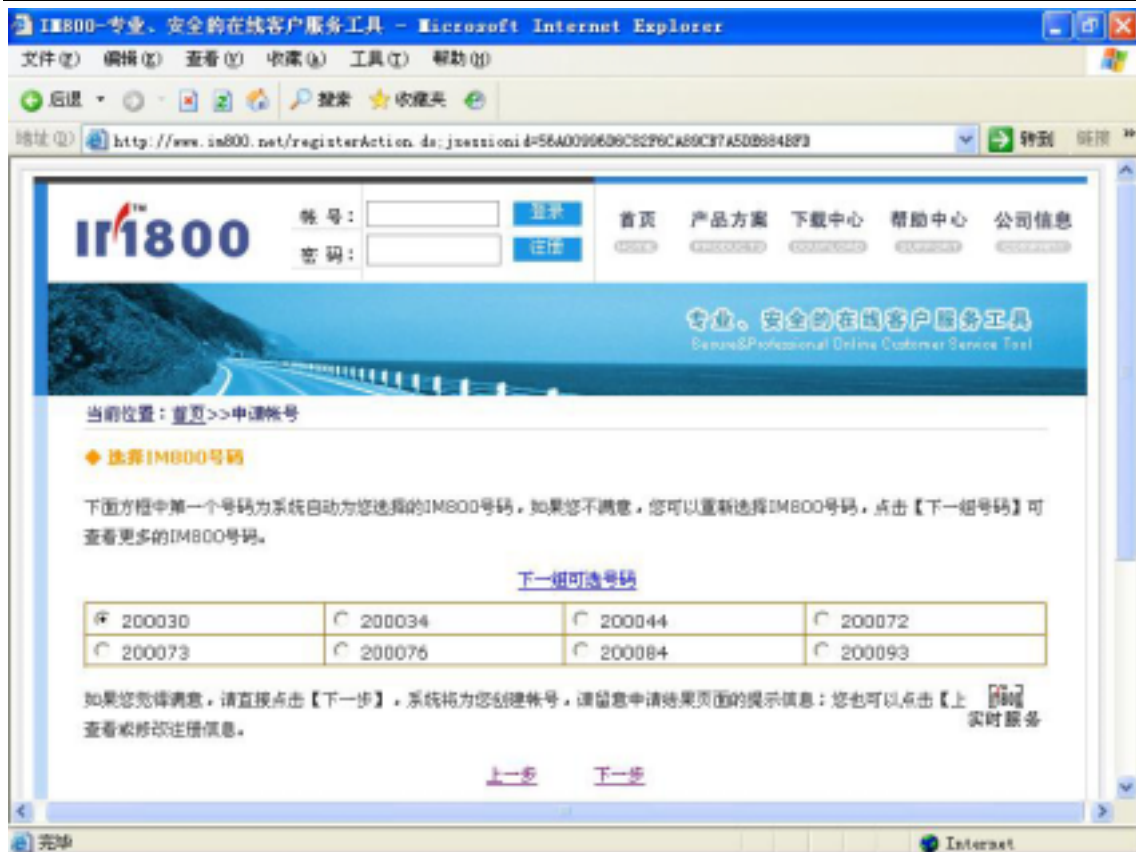 IM800-专业、安全的在线客户服务工具 - Microsoft Internet Explorer
文件(F) 编辑(E) 查看(V) 收藏(A) 工具(T) 帮助(H)
后退 搜索 收藏夹
地址(D) 转到 链接 »
IM800™ 帐 号： 登录 首页 产品方案 下载中心 帮助中心 公司信息
密 码： 注册
专业、安全的在线客户服务工具
Secure&Professional Online Customer Service Tool
当前位置：首页>>申请帐号
◆ 选择IM800号码
下面方框中第一个号码为系统自动为您选择的IM800号码，如果您不满意，您可以重新选择IM800号码，点击【下一组号码】可
查看更多的IM800号码。
下一组可选号码
200030 200034 200044 200072
200073 200076 200084 200093
如果您觉得满意，请直接点击【下一步】，系统将为您创建帐号，请留意申请结果页面的提示信息；您也可以点击【上
IM800
实时服务
查看或修改注册信息。
上一步 下一步
完毕 Internet